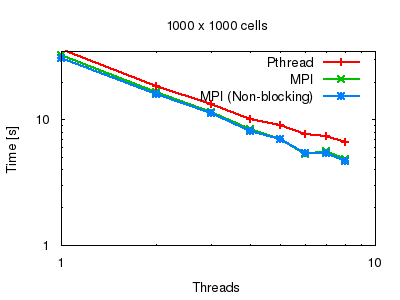 1000 x 1000 cells
Pthread
MPI
MPI (Non-blocking)
10
Time [s]
1
1
10
Threads